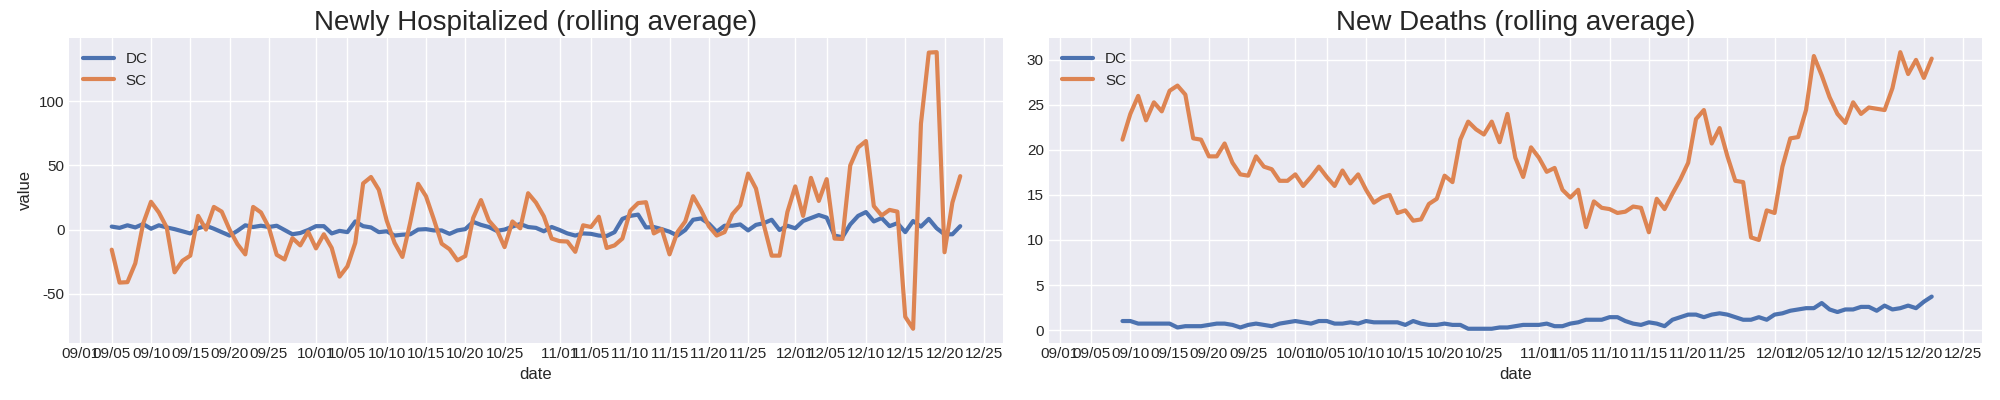 Newly Hospitalized (rolling average)
DC
SC
100
50
0
-50
value
09/01 09/05 09/10 09/15 09/20 09/25 10/01 10/05 10/10 10/15 10/20 10/25 11/01 11/05 11/10 11/15 11/20 11/25 12/01 12/05 12/10 12/15 12/20 12/25
date
New Deaths (rolling average)
DC
SC
30
25
20
15
10
5
0
09/01 09/05 09/10 09/15 09/20 09/25 10/01 10/05 10/10 10/15 10/20 10/25 11/01 11/05 11/10 11/15 11/20 11/25 12/01 12/05 12/10 12/15 12/20 12/25
date